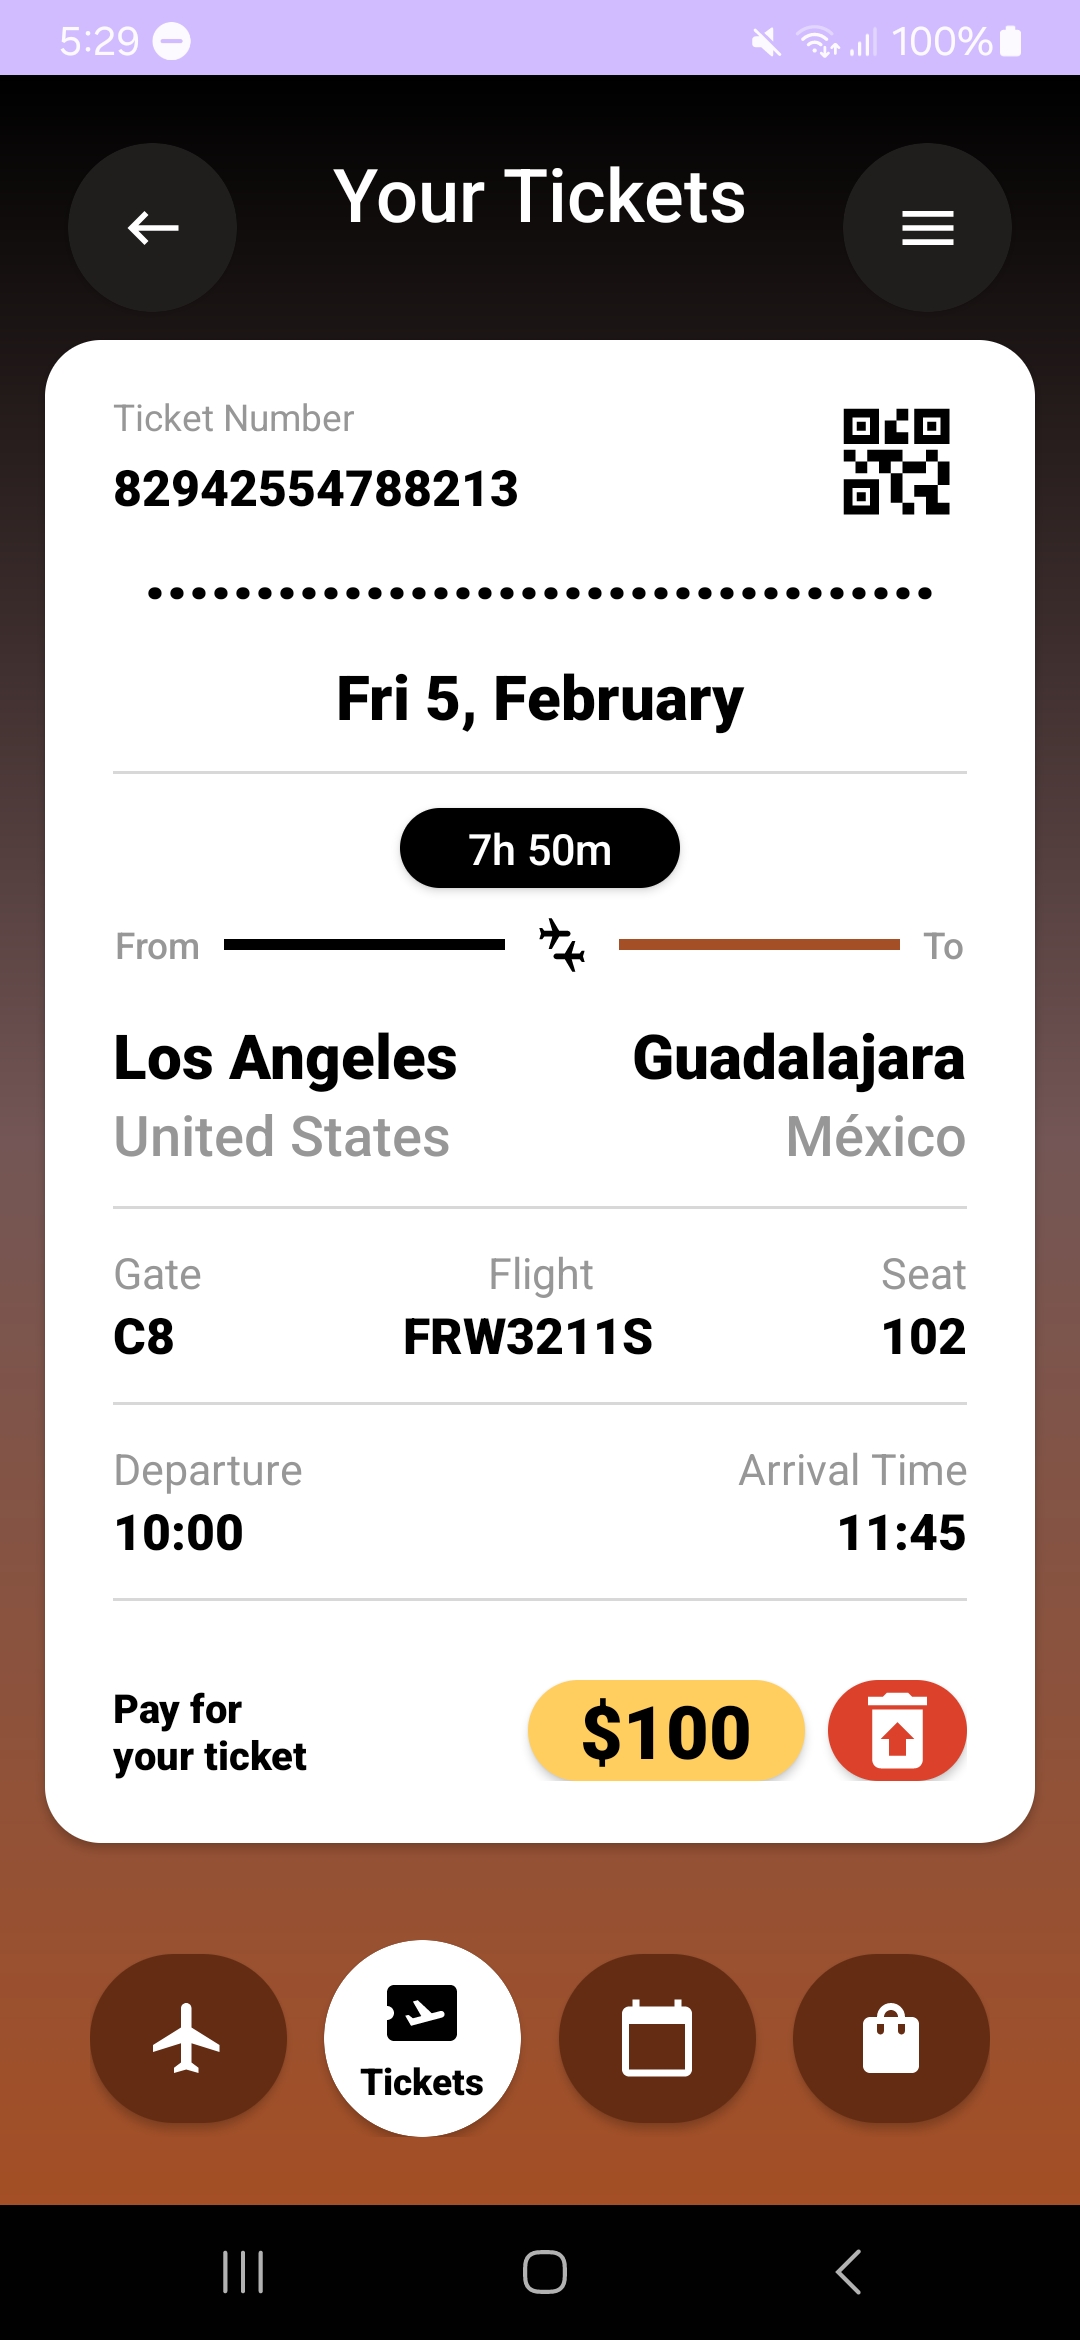 5:29
100%
Your Tickets
Ticket Number
82942554788213
Fri 5, February
7h 50m
From To
Los Angeles Guadalajara
United States México
Gate Flight Seat
C8 FRW3211S 102
Departure Arrival Time
10:00 11:45
Pay for
your ticket
$100
Tickets